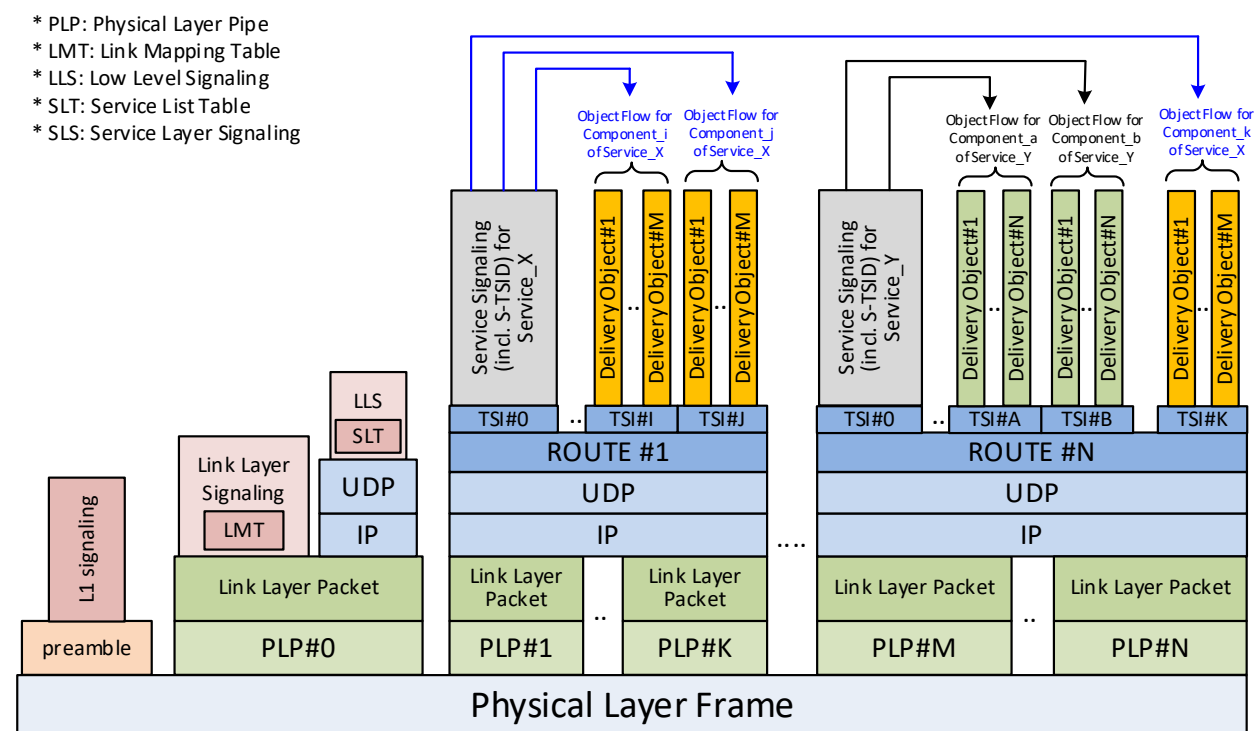 * PLP: Physical Layer Pipe
* LMT: Link Mapping Table
* LLS: Low Level Signaling
* SLT: Service List Table
* SLS: Service Layer Signaling
Object Flow for
Component_i
of Service_X
Object Flow for
Component_j
of Service_X
Object Flow for
Component_a
of Service_Y
Object Flow for
Component_b
of Service_Y
Object Flow for
Component_k
of Service_X
Service Signaling
(incl. S-TSID) for
Service_X
Delivery Object#1
..
Delivery Object#M
Delivery Object#1
..
Delivery Object#M
Service Signaling
(incl. S-TSID) for
Service_Y
Delivery Object#1
..
Delivery Object#N
Delivery Object#1
..
Delivery Object#N
Delivery Object#1
..
Delivery Object#M
TSI#0
..
TSI#I
TSI#J
TSI#0
..
TSI#A
TSI#B
TSI#K
ROUTE #1
ROUTE #N
UDP
UDP
IP
IP
....
LLS
SLT
UDP
IP
Link Layer
Signaling
LMT
L1 signaling
Link Layer Packet
Link Layer
Packet
..
Link Layer
Packet
Link Layer Packet
..
Link Layer Packet
preamble
PLP#0
PLP#1
PLP#K
PLP#M
PLP#N
Physical Layer Frame